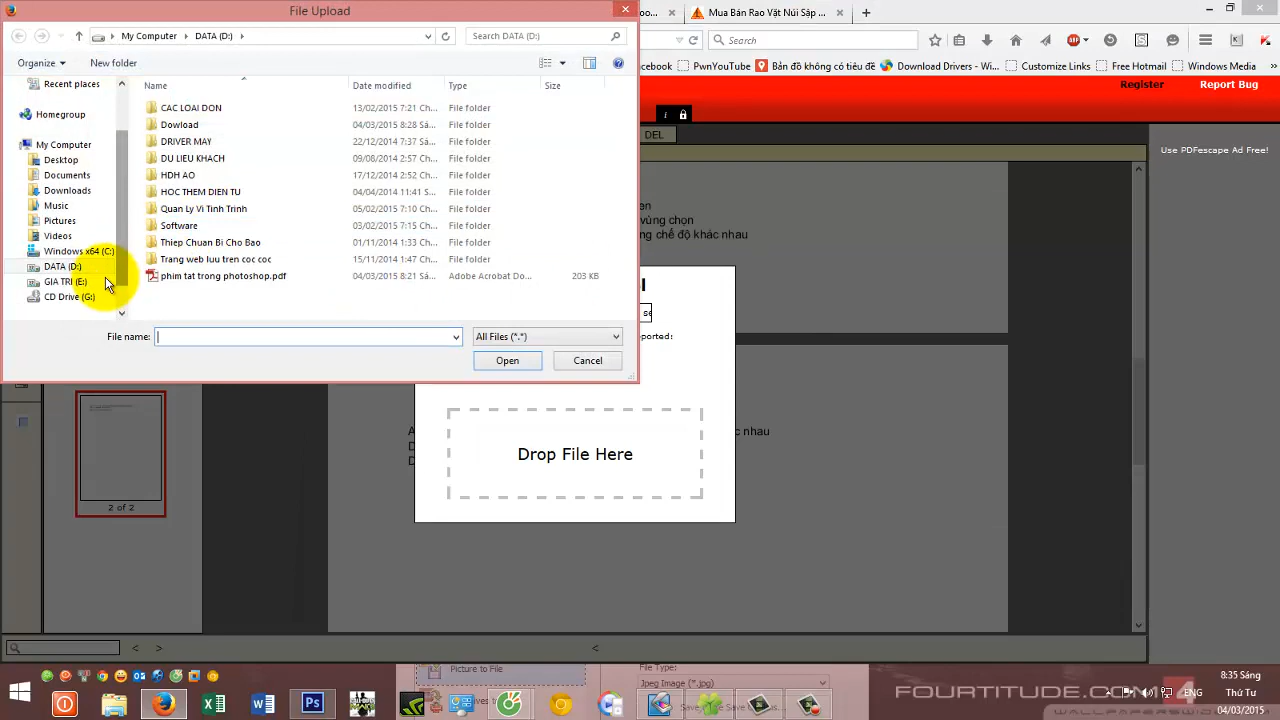 File Upload
My Computer
DATA (D:)
Search DATA (D:)
Organize
New folder
Recent places
Homegroup
My Computer
Desktop
Documents
Downloads
Music
Pictures
Videos
Windows x64 (C:)
DATA (D:)
GIA TRI (E:)
CD Drive (G:)
Name Date modified Type Size
CAC LOAI DON 13/02/2015 7:21 Ch... File folder
Dowload 04/03/2015 8:28 Sá... File folder
DRIVER MAY 22/12/2014 7:37 Sá... File folder
DU LIEU KHACH 09/08/2014 2:57 Ch... File folder
HDH AO 17/12/2014 2:52 Sá... File folder
HOC THEM DIEN TU 04/04/2014 11:41 S... File folder
Quan Ly Vi Tinh Trinh 05/02/2015 7:10 Ch... File folder
Software 03/02/2015 7:15 Ch... File folder
Thiep Chuan Bi Cho Bao 01/11/2014 1:33 Ch... File folder
Trang web luu tren coc coc 15/11/2014 1:47 Ch... File folder
phim tat trong photoshop.pdf 04/03/2015 8:21 Sá... Adobe Acrobat Do... 203 KB
File name:
All Files (*.*)
Open
Cancel
Mua Bán Rao Vặt Núi Sập ...
Search
PwnYouTube
Bản đồ không có tiêu đề
Download Drivers - Wi...
Customize Links
Free Hotmail
Windows Media
Register
Report Bug
DEL
Use PDFescape Ad Free!
vùng chọn
ng chế độ khác nhau
Drop File Here
c nhau
2 of 2
Picture to File
File Type:
Jpeg Image (*.jpg)
FOURTITUDE.COM
ENG
8:35 Sáng
Thứ Tư
04/03/2015